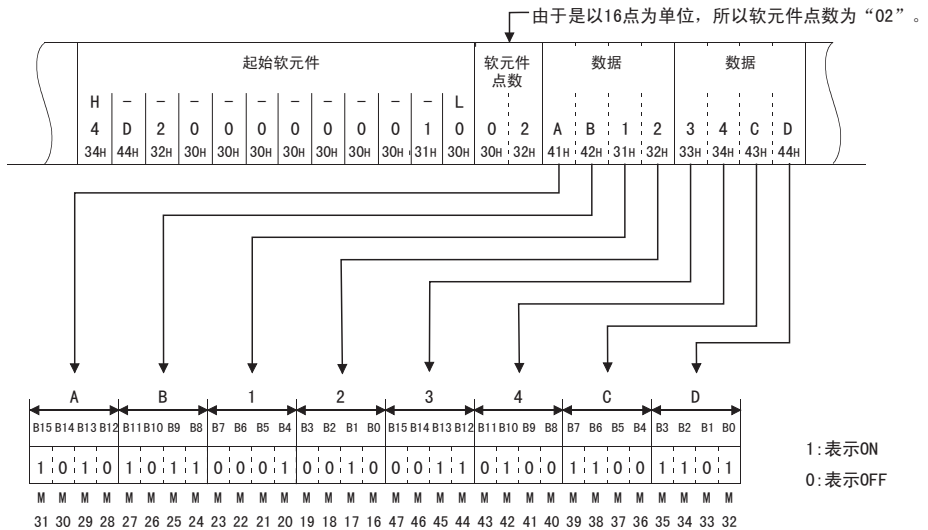 由于是以16点为单位，所以软元件点数为“02”。
起始软元件 软元件点数 数据 数据
H - - - - - - - - - - L
4 D 2 0 0 0 0 0 0 0 1 0 0 2 A B 1 2 3 4 C D
34H 44H 32H 30H 30H 30H 30H 30H 30H 30H 31H 30H 30H 32H 41H 42H 31H 32H 33H 34H 43H 44H
A B 1 2 3 4 C D
B15 B14 B13 B12 B11 B10 B9 B8 B7 B6 B5 B4 B3 B2 B1 B0 B15 B14 B13 B12 B11 B10 B9 B8 B7 B6 B5 B4 B3 B2 B1 B0
1 0 1 0 1 0 1 1 0 0 0 1 0 0 1 0 0 0 1 1 0 1 0 0 1 1 0 0 1 1 0 1
M M M M M M M M M M M M M M M M M M M M M M M M M M M M M M M M
31 30 29 28 27 26 25 24 23 22 21 20 19 18 17 16 47 46 45 44 43 42 41 40 39 38 37 36 35 34 33 32
1:表示ON
0:表示OFF